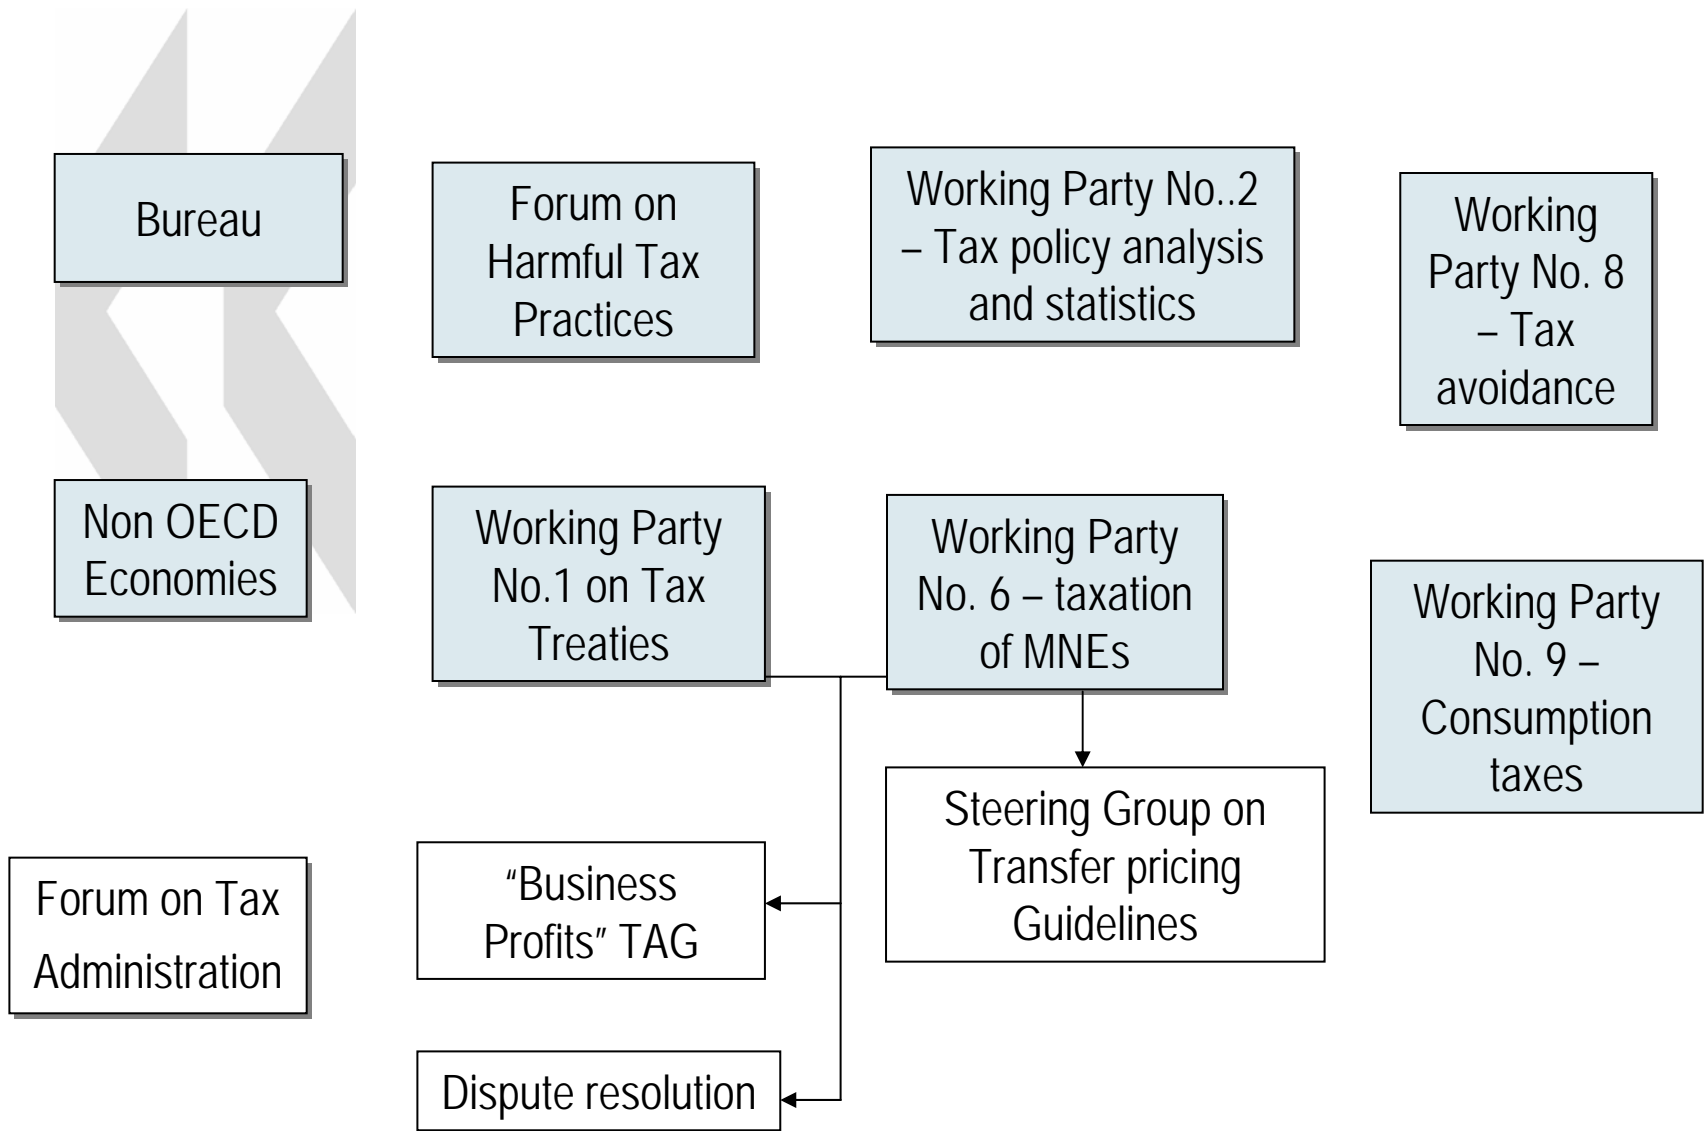 Bureau
Forum on
Harmful Tax
Practices
Working Party No..2
– Tax policy analysis
and statistics
Working
Party No. 8
– Tax
avoidance
Non OECD
Economies
Working Party
No.1 on Tax
Treaties
Working Party
No. 6 – taxation
of MNEs
Working Party
No. 9 –
Consumption
taxes
Forum on Tax
Administration
“Business
Profits” TAG
Steering Group on
Transfer pricing
Guidelines
Dispute resolution